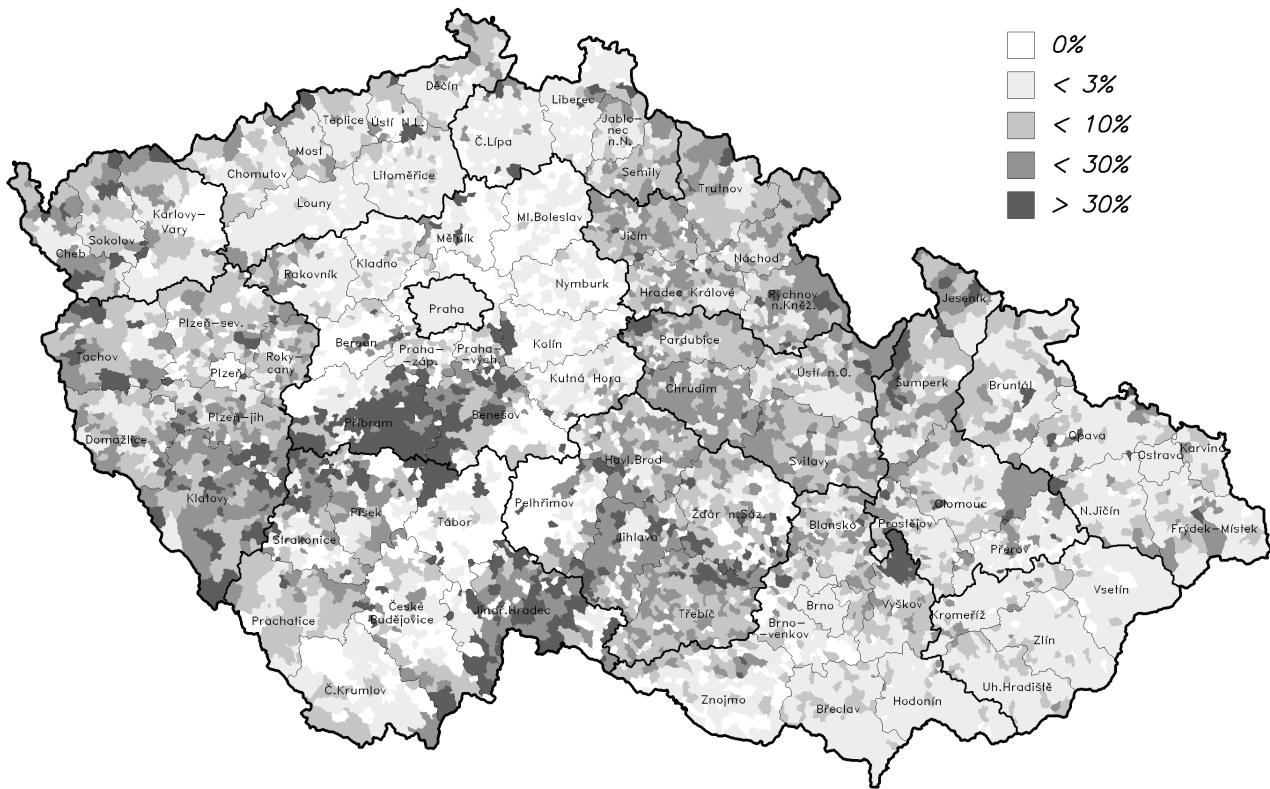 0%
< 3%
< 10%
< 30%
> 30%
Děčín
Liberec
Teplice
Ústí N.L.
Jablo-
nec
n.N.
Č.Lípa
Most
Chomutov
Litoměřice
Semily
Trutnov
Louny
Karlovy-
Vary
Ml.Boleslav
Sokolov
Mělník
Jičín
Cheb
Kladno
Náchod
Rakovník
Nymburk
Hradec Králové
Rychnov
n.Kněž.
Jeseník
Praha
Plzeň-sev.
Beroun
Praha-
-záp.
Praha-
-vých.
Kolín
Pardubice
Tachov
Roky-
cany
Plzeň
Ústí n.O.
Kutná Hora
Chrudim
Šumperk
Bruntál
Plzeň-jih
Příbram
Benešov
Domažlice
Opava
Karviná
Ostrava
Havl.Brod
Svitavy
Klatovy
Písek
Pelhřimov
Olomouc
N.Jičín
Žďár n.Sáz.
Tábor
Blansko
Prostějov
Frýdek-Místek
Strakonice
Jihlava
Přerov
Vsetín
České
Budějovice
Jindř.Hradec
Třebíč
Brno
Vyškov
Prachatice
Brno-
-venkov
Kroměříž
Zlín
Č.Krumlov
Znojmo
Břeclav
Hodonín
Uh.Hradiště